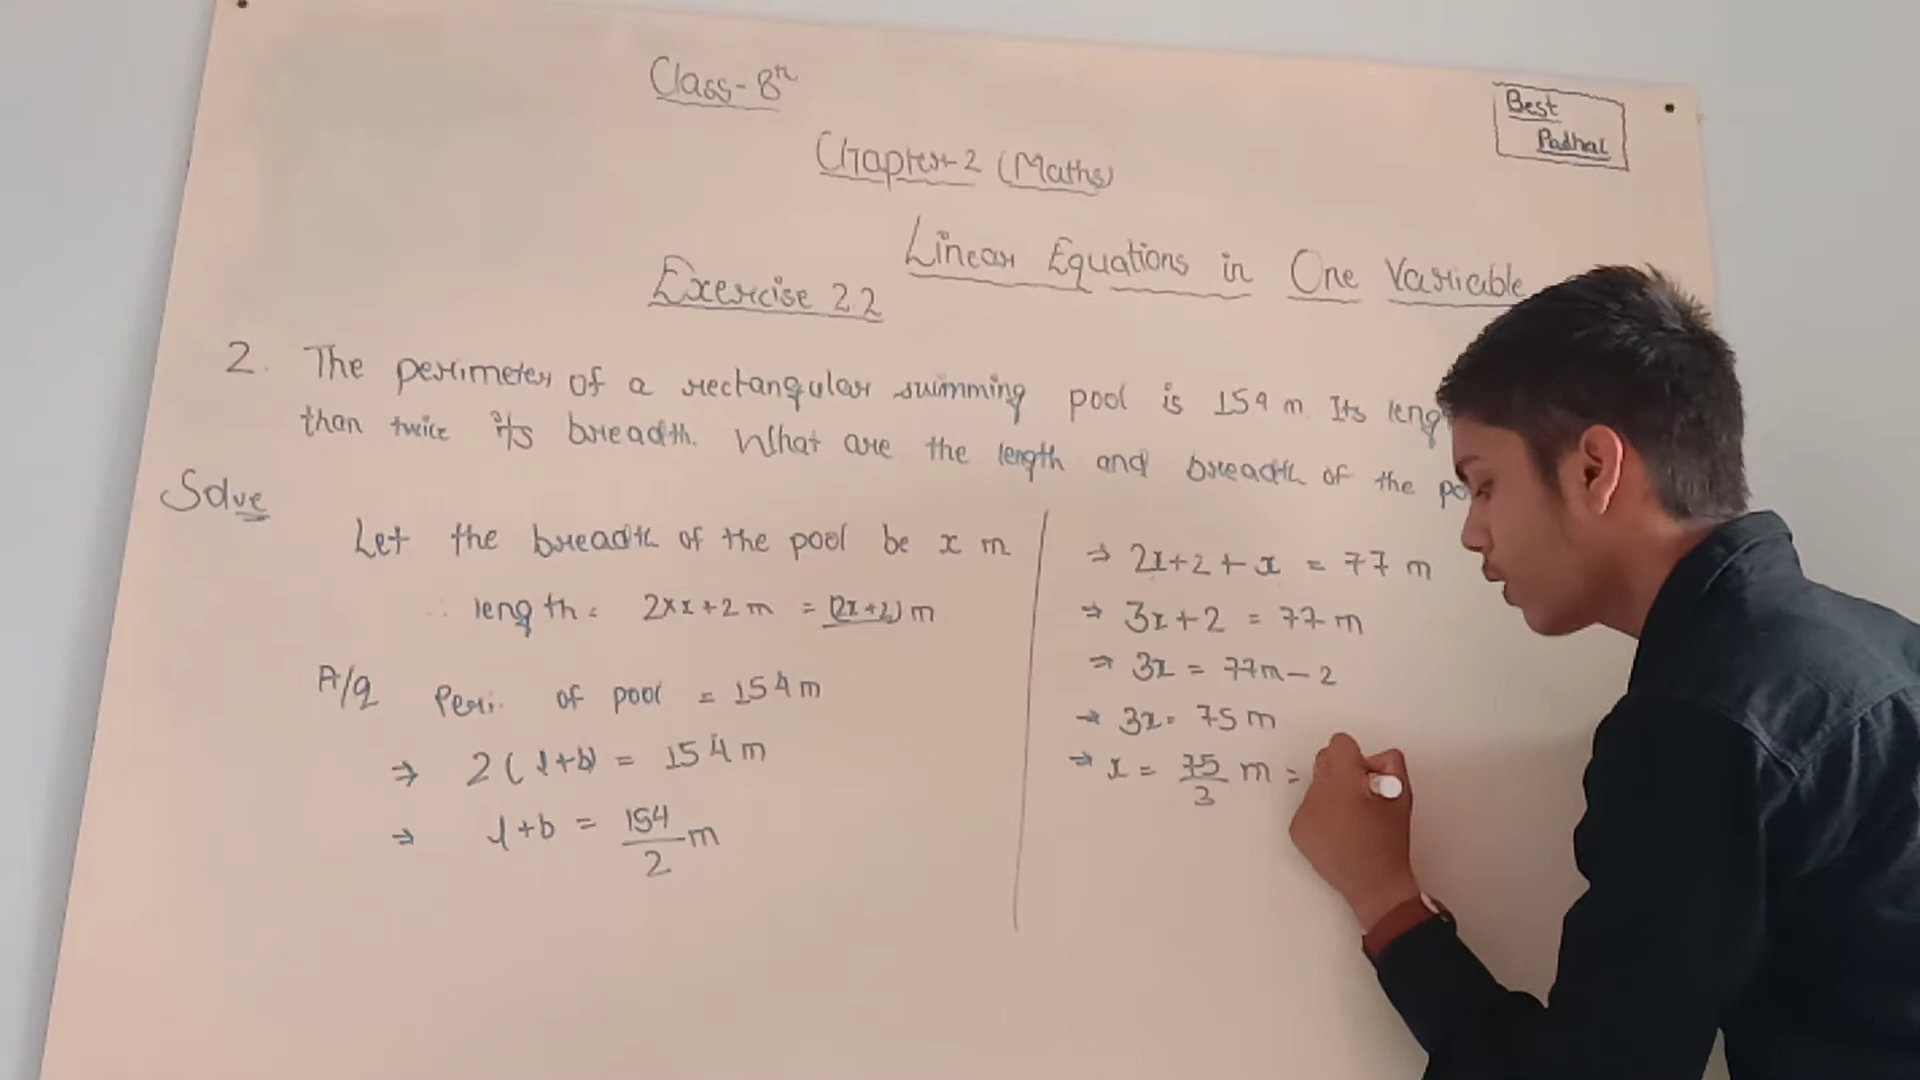 Class-8th
Best
Padhai
Chapter-2 (Maths)
Linear Equations in One Variable
Exercise 2.2
2. The perimeter of a rectangular swimming pool is 154 m. Its leng
than twice its breadth. What are the length and breadth of the po
Solve
Let the breadth of the pool be x m
∴ length = 2×x+2 m = (2x+2) m
A/q Peri. of pool = 154 m
⇒ 2(l+b) = 154 m
⇒ l+b = 154/2 m
⇒ 2x+2+x = 77 m
⇒ 3x+2 = 77 m
⇒ 3x = 77m-2
⇒ 3x = 75 m
⇒ x = 75/3 m =